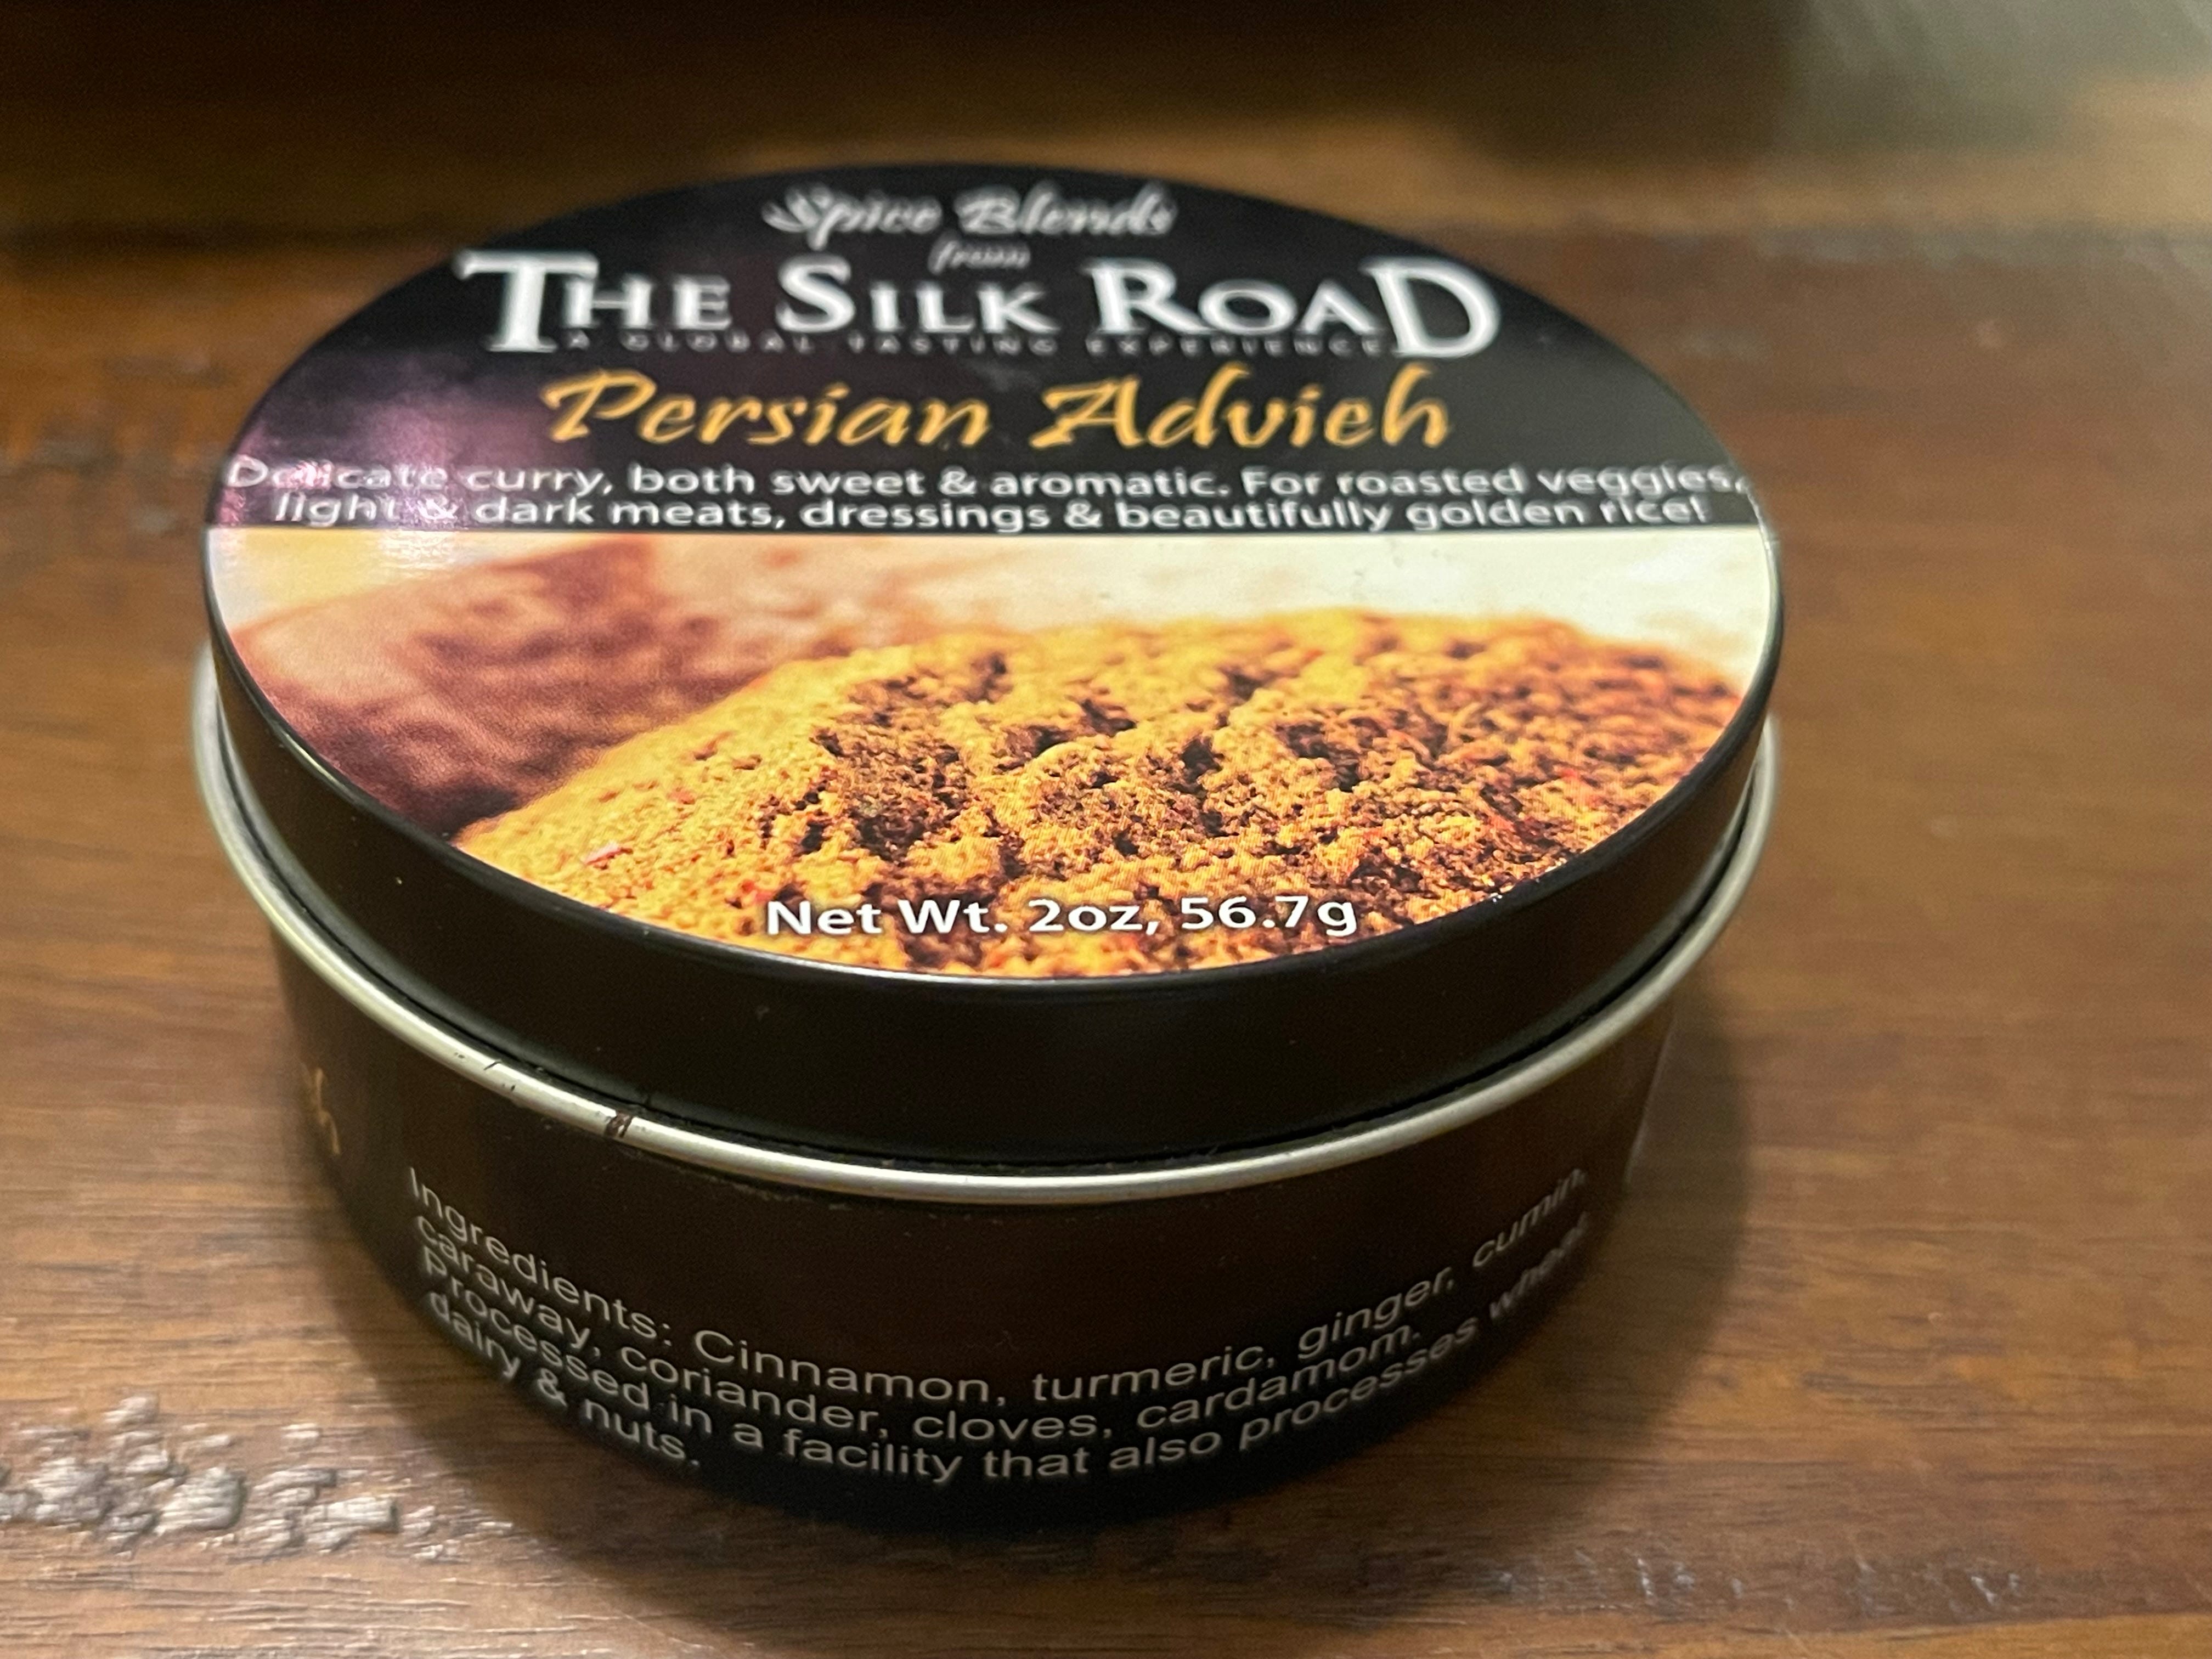 Spice Blends
from
THE SILK ROAD
A GLOBAL TASTING EXPERIENCE
Persian Advieh
Delicate curry, both sweet & aromatic. For roasted veggies,
light & dark meats, dressings & beautifully golden rice!
Net Wt. 2oz, 56.7g
Ingredients: Cinnamon, turmeric, ginger, cumin,
caraway, coriander, cloves, cardamom.
Processed in a facility that also processes wheat
dairy & nuts.